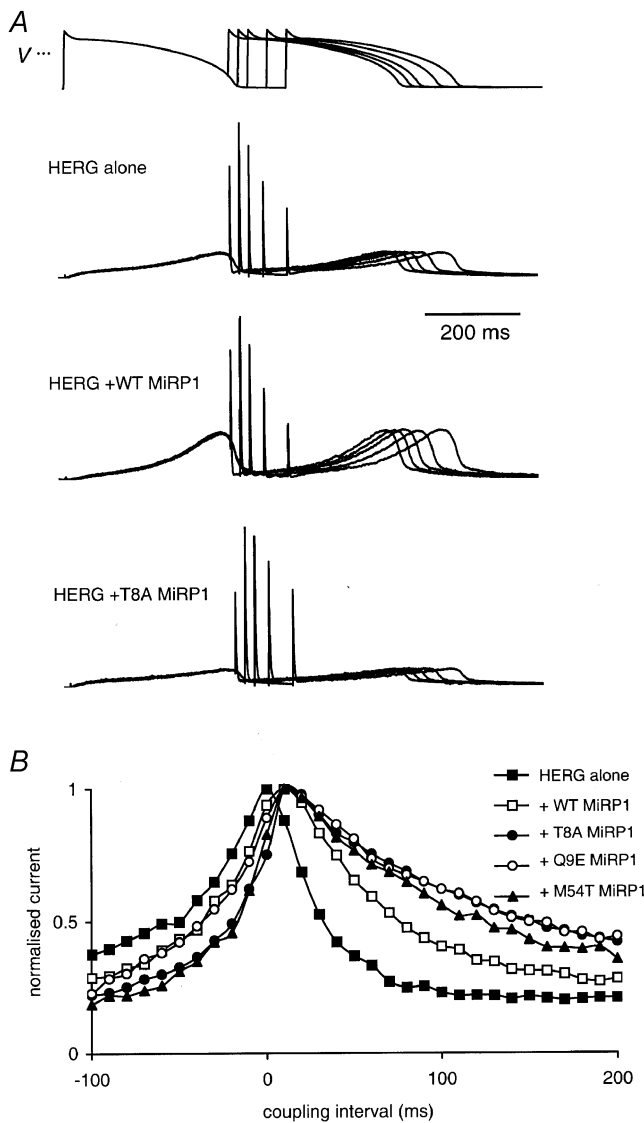 A
V ...
HERG alone
200 ms
HERG +WT MiRP1
HERG +T8A MiRP1
B
HERG alone
+ WT MiRP1
+ T8A MiRP1
+ Q9E MiRP1
+ M54T MiRP1
normalised current
1
0.5
0
-100
0
100
200
coupling interval (ms)